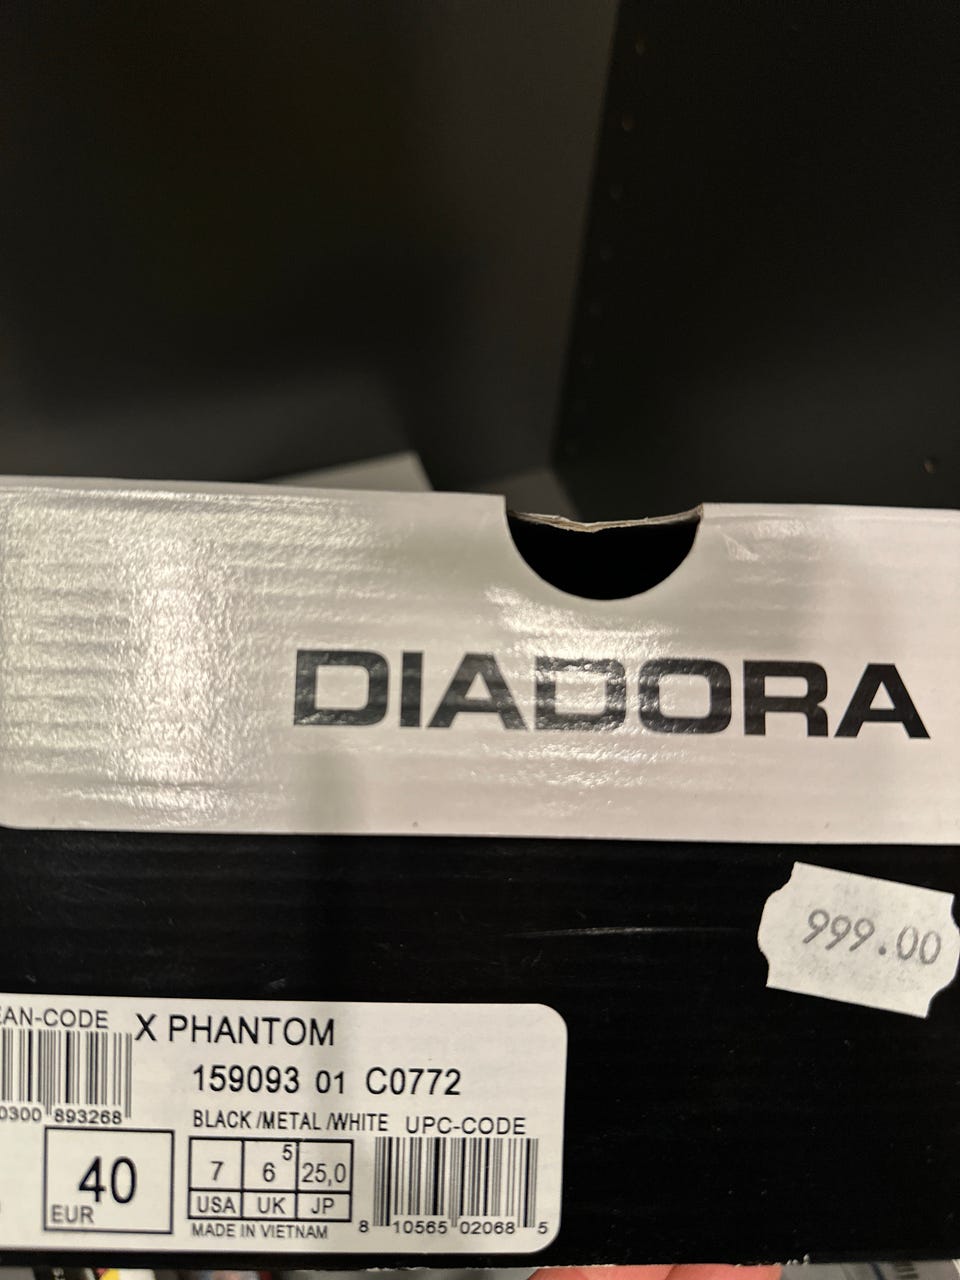 DIADORA
999.00
EAN-CODE
X PHANTOM
159093 01 C0772
BLACK/METAL/WHITE UPC-CODE
0300 893268
40
EUR
7 6 5 25,0
USA UK JP
MADE IN VIETNAM
8 10565 02068 5